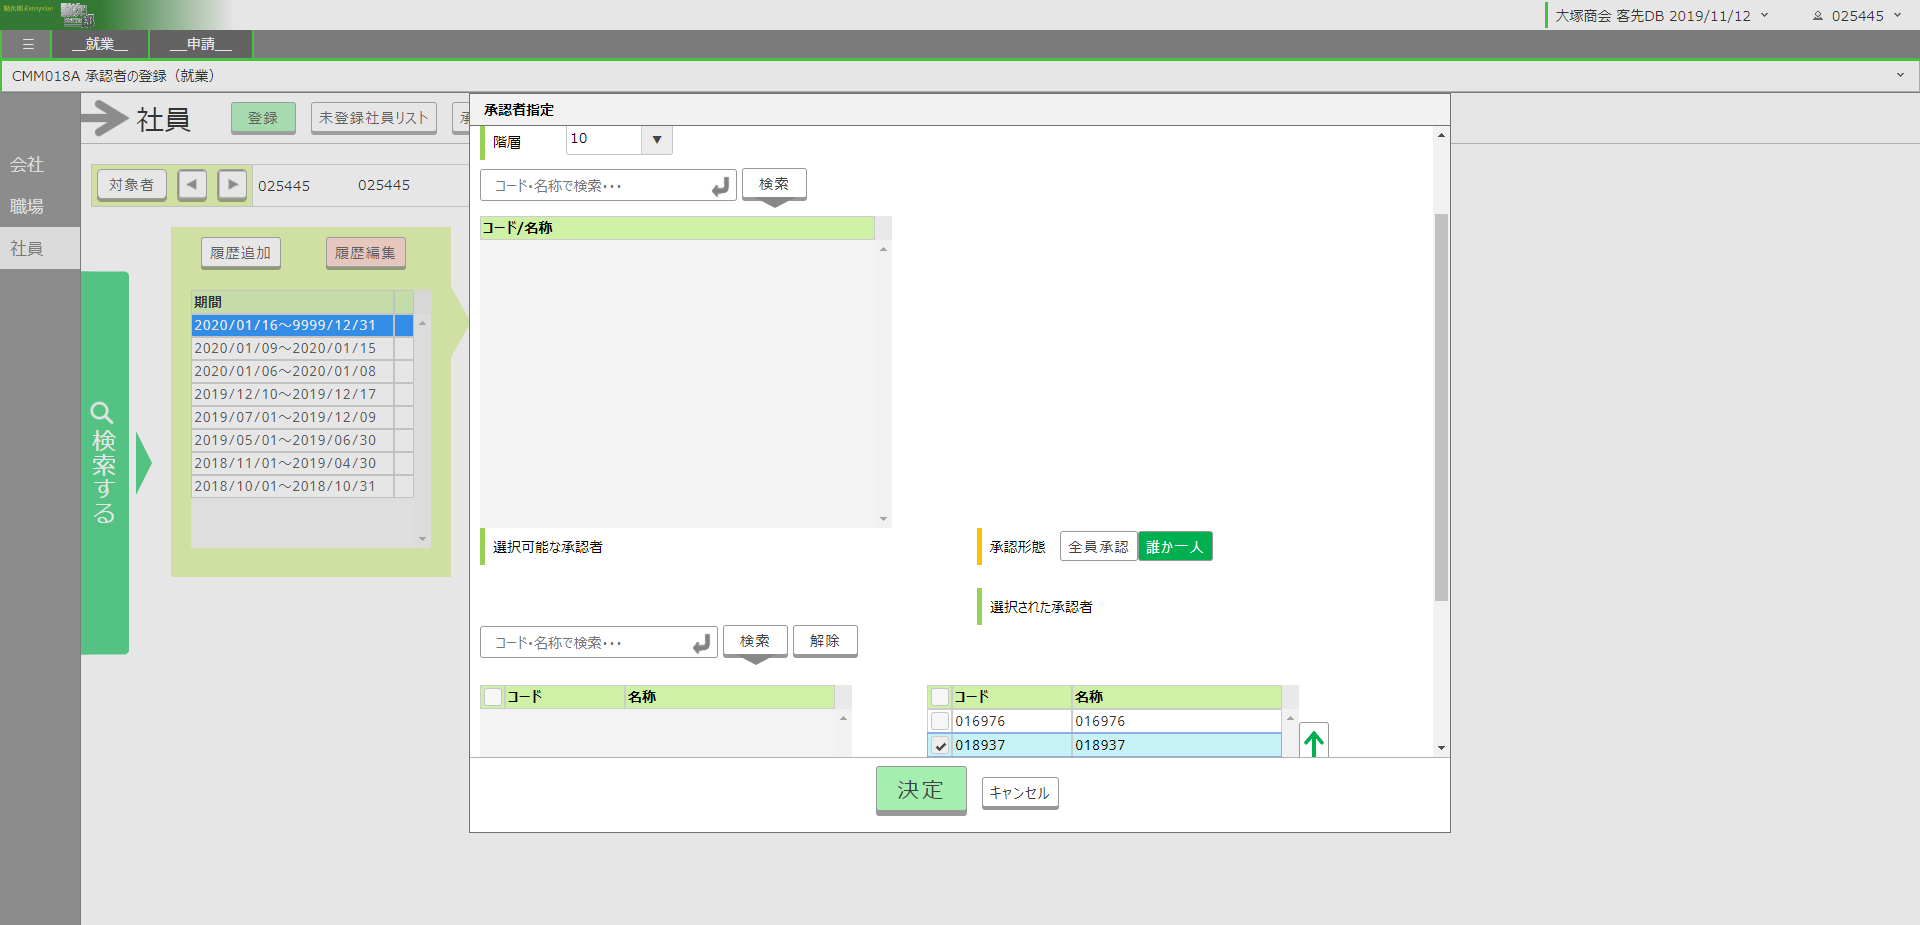 大塚商会 客先DB 2019/11/12
025445
☰
__就業__
__申請__
CMM018A 承認者の登録（就業）
社員
登録
未登録社員リスト
承
会社
職場
社員
対象者
◀
▶
025445
025445
履歴追加
履歴編集
期間
2020/01/16～9999/12/31
2020/01/09～2020/01/15
2020/01/06～2020/01/08
2019/12/10～2019/12/17
2019/07/01～2019/12/09
2019/05/01～2019/06/30
2018/11/01～2019/04/30
2018/10/01～2018/10/31
検索する
承認者指定
階層
10
コード・名称で検索・・・
検索
コード/名称
選択可能な承認者
承認形態
全員承認
誰か一人
選択された承認者
コード・名称で検索・・・
検索
解除
コード
名称
コード
名称
016976
016976
018937
018937
決定
キャンセル